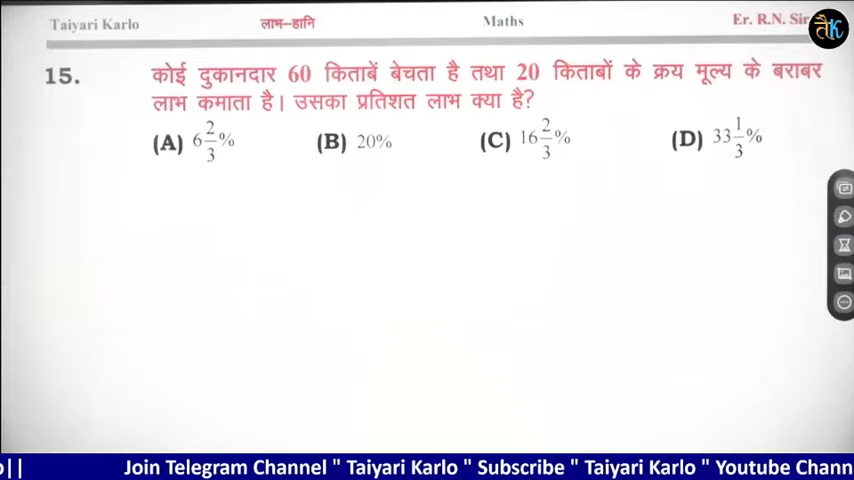 Taiyari Karlo लाभ–हानि Maths Er. R.N. Sir
तैK
15. कोई दुकानदार 60 किताबें बेचता है तथा 20 किताबों के क्रय मूल्य के बराबर
लाभ कमाता है। उसका प्रतिशत लाभ क्या है?
(A) 6 2/3% (B) 20% (C) 16 2/3% (D) 33 1/3%
|| Join Telegram Channel " Taiyari Karlo " Subscribe " Taiyari Karlo " Youtube Chann